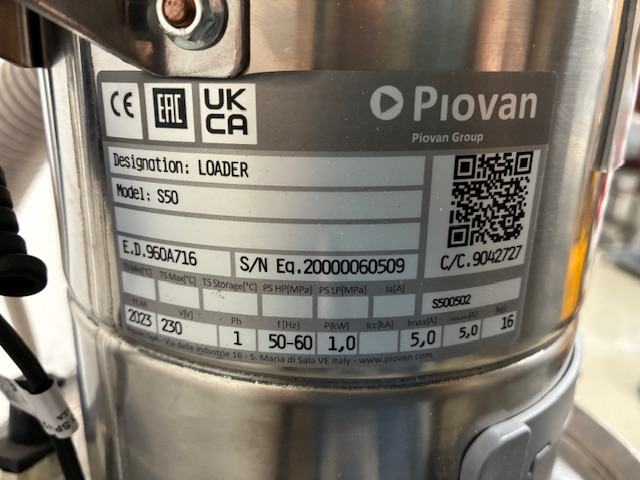 CE EAC UK CA
Piovan
Piovan Group
Designation: LOADER
Model: S50
E.D.960A716 S/N Eq.20000060509 C/C.9042727
TS Min[°C] TS Max[°C] TS Storage[°C] PS HP[MPa] PS LP[MPa] Ia[A] S500502
YEAR V(V) Ph f(Hz) P(kW) Icc(kA) Imax(A)
2023 230 1 50-60 1,0 5,0 5,0 16
Via delle industrie 16 - S. Maria di Sala VE Italy - www.piovan.com